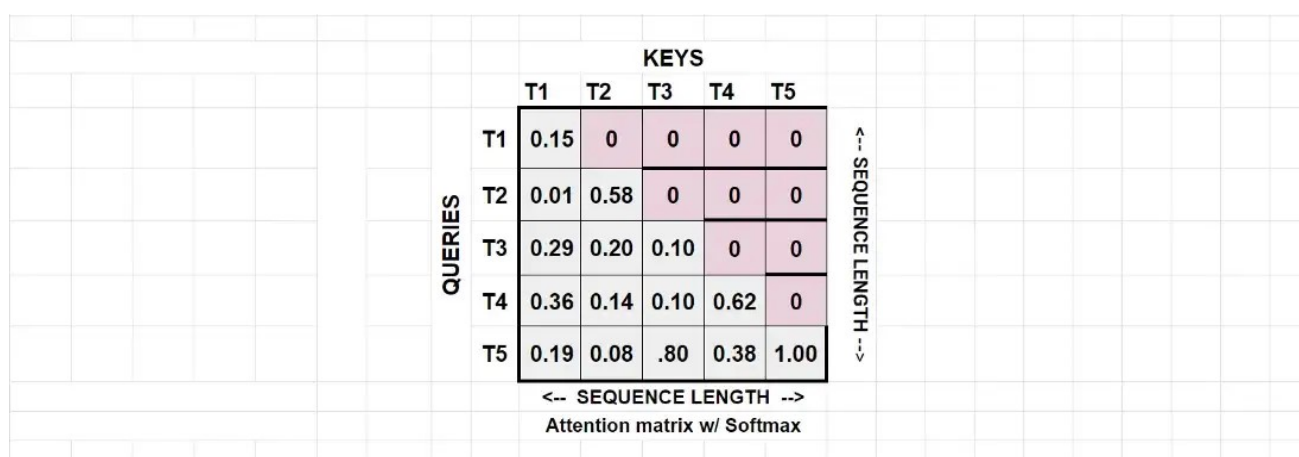 KEYS
T1 T2 T3 T4 T5
T1 0.15 0 0 0 0
T2 0.01 0.58 0 0 0
T3 0.29 0.20 0.10 0 0
T4 0.36 0.14 0.10 0.62 0
T5 0.19 0.08 .80 0.38 1.00
QUERIES
<-- SEQUENCE LENGTH -->
<-- SEQUENCE LENGTH -->
Attention matrix w/ Softmax